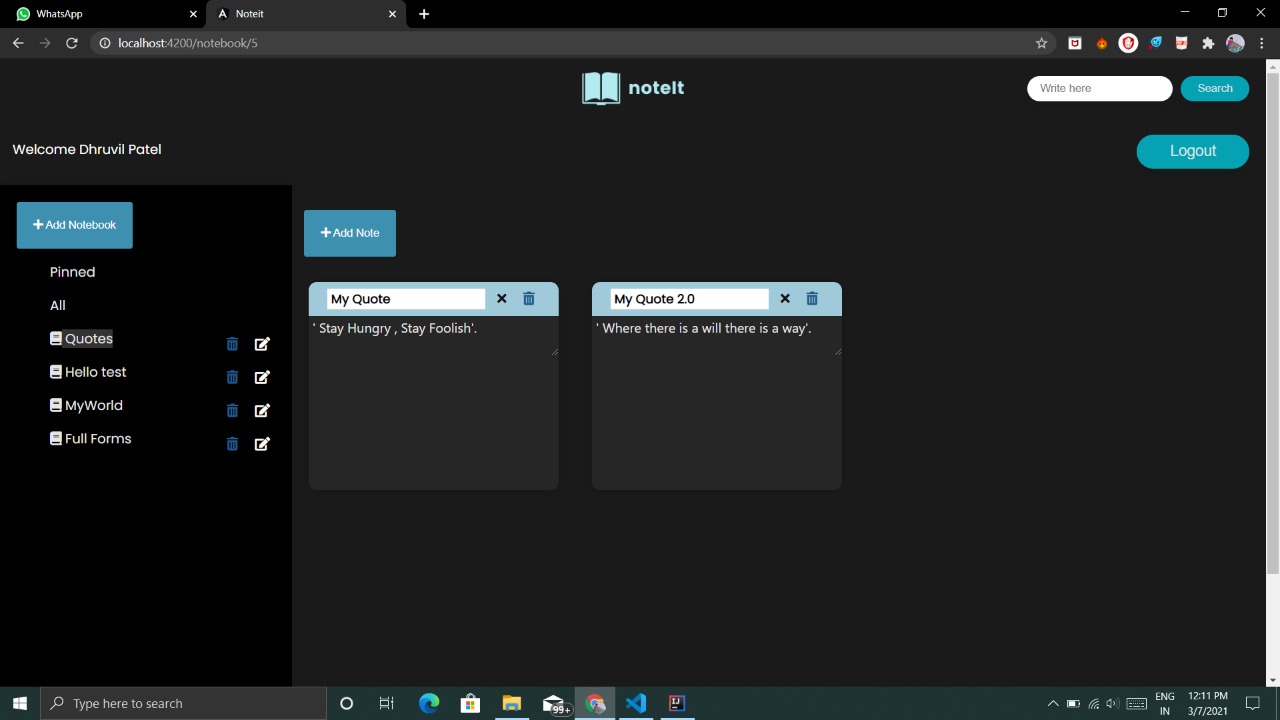 WhatsApp
Noteit
localhost:4200/notebook/5
noteIt
Write here
Search
Welcome Dhruvil Patel
Logout
Add Notebook
Add Note
Pinned
All
Quotes
Hello test
MyWorld
Full Forms
My Quote
' Stay Hungry , Stay Foolish'.
My Quote 2.0
' Where there is a will there is a way'.
Type here to search
99+
ENG
IN
12:11 PM
3/7/2021